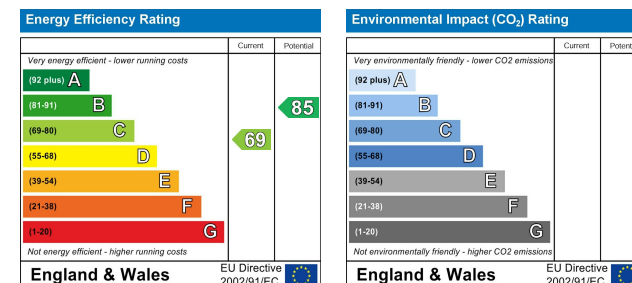 Energy Efficiency Rating
Current Potential
Very energy efficient - lower running costs
(92 plus) A
(81-91) B
85
(69-80) C
69
(55-68) D
(39-54) E
(21-38) F
(1-20) G
Not energy efficient - higher running costs
England & Wales
EU Directive
2002/91/EC
Environmental Impact (CO₂) Rating
Current Potent
Very environmentally friendly - lower CO2 emissions
(92 plus) A
(81-91) B
(69-80) C
(55-68) D
(39-54) E
(21-38) F
(1-20) G
Not environmentally friendly - higher CO2 emissions
England & Wales
EU Directive
2002/91/EC